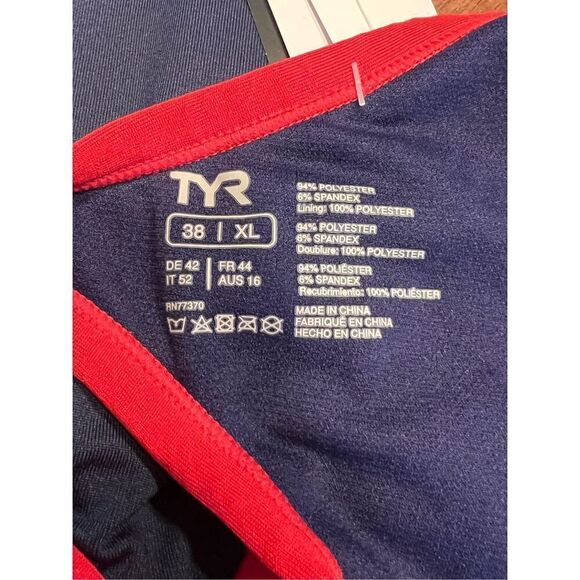 TYR
38 | XL
DE 42 | FR 44
IT 52 | AUS 16
RN77370
94% POLYESTER
6% SPANDEX
Lining: 100% POLYESTER
94% POLYESTER
6% SPANDEX
Doublure: 100% POLYESTER
94% POLIÉSTER
6% SPANDEX
Recubrimiento: 100% POLIÉSTER
MADE IN CHINA
FABRIQUÉ EN CHINA
HECHO EN CHINA